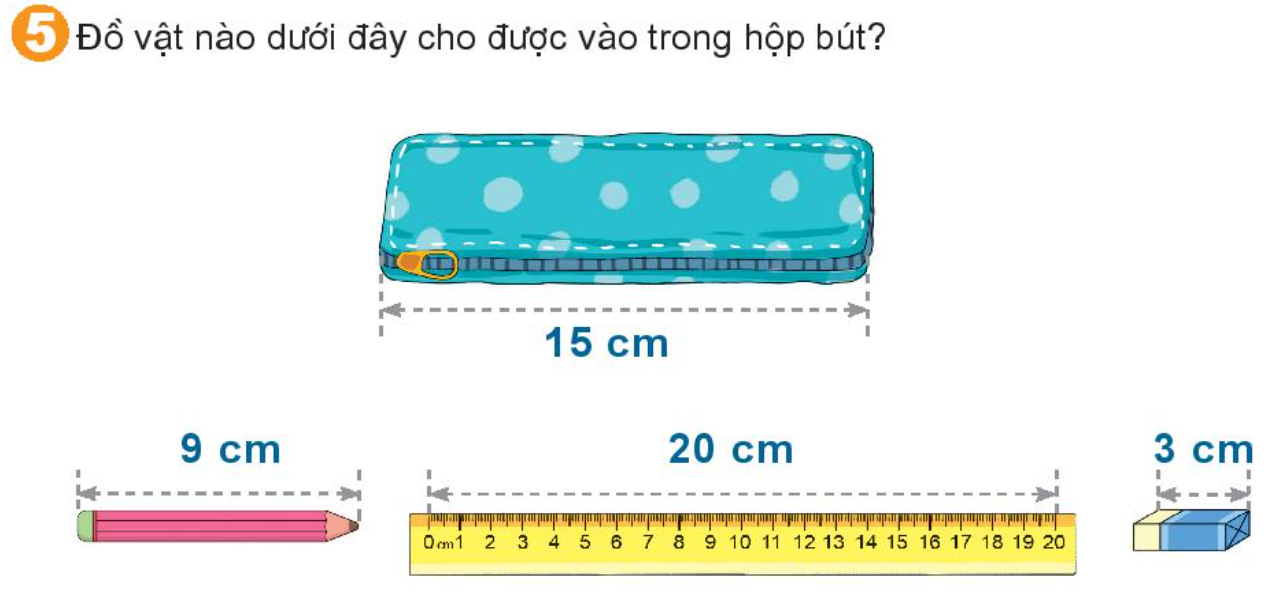 5 Đồ vật nào dưới đây cho được vào trong hộp bút?
15 cm
9 cm
20 cm
3 cm
0 cm 1 2 3 4 5 6 7 8 9 10 11 12 13 14 15 16 17 18 19 20